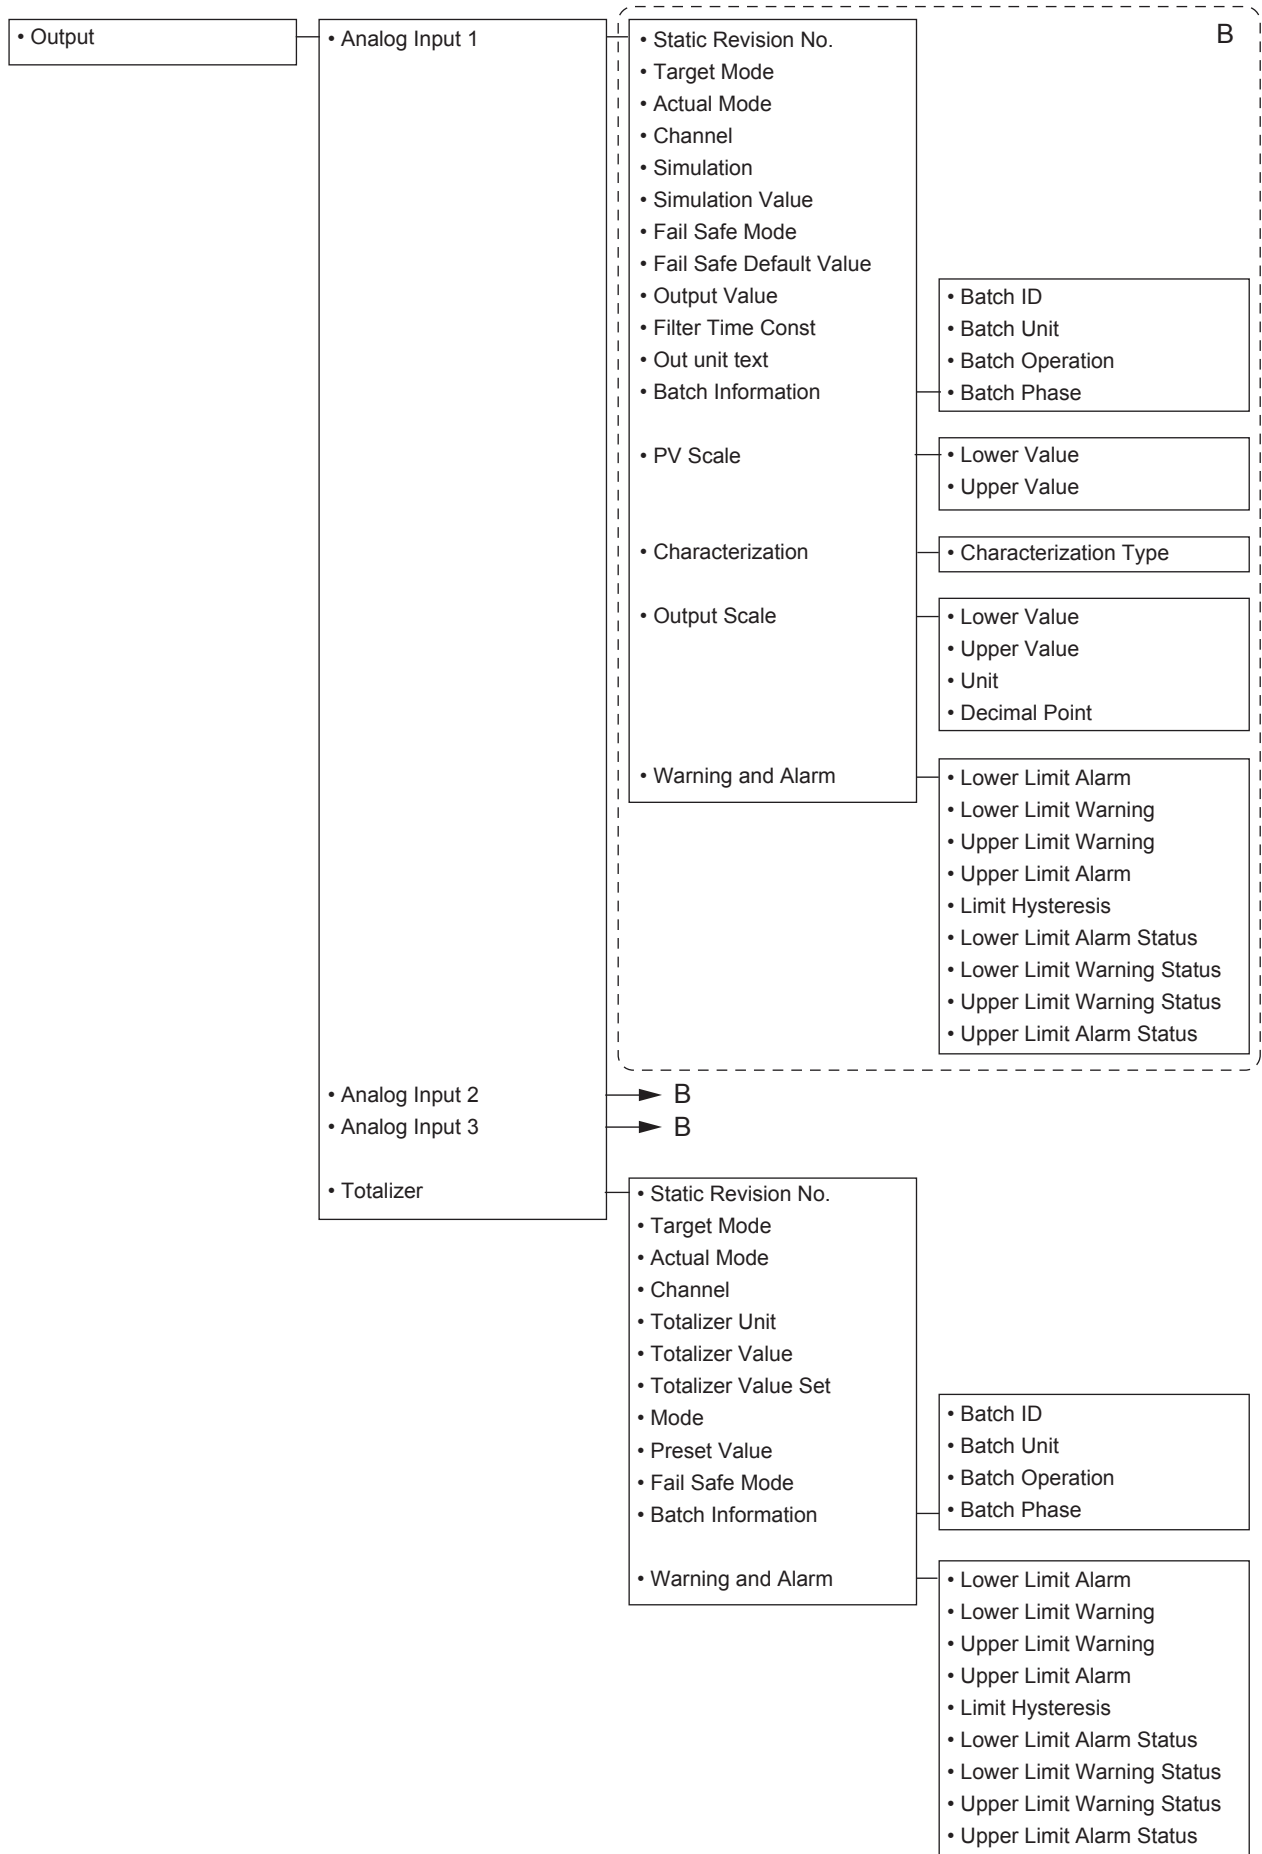 • Output
• Analog Input 1
• Static Revision No.
• Target Mode
• Actual Mode
• Channel
• Simulation
• Simulation Value
• Fail Safe Mode
• Fail Safe Default Value
• Output Value
• Filter Time Const
• Out unit text
• Batch Information
• PV Scale
• Characterization
• Output Scale
• Warning and Alarm
B
• Batch ID
• Batch Unit
• Batch Operation
• Batch Phase
• Lower Value
• Upper Value
• Characterization Type
• Lower Value
• Upper Value
• Unit
• Decimal Point
• Lower Limit Alarm
• Lower Limit Warning
• Upper Limit Warning
• Upper Limit Alarm
• Limit Hysteresis
• Lower Limit Alarm Status
• Lower Limit Warning Status
• Upper Limit Warning Status
• Upper Limit Alarm Status
• Analog Input 2
B
• Analog Input 3
B
• Totalizer
• Static Revision No.
• Target Mode
• Actual Mode
• Channel
• Totalizer Unit
• Totalizer Value
• Totalizer Value Set
• Mode
• Preset Value
• Fail Safe Mode
• Batch Information
• Warning and Alarm
• Batch ID
• Batch Unit
• Batch Operation
• Batch Phase
• Lower Limit Alarm
• Lower Limit Warning
• Upper Limit Warning
• Upper Limit Alarm
• Limit Hysteresis
• Lower Limit Alarm Status
• Lower Limit Warning Status
• Upper Limit Warning Status
• Upper Limit Alarm Status